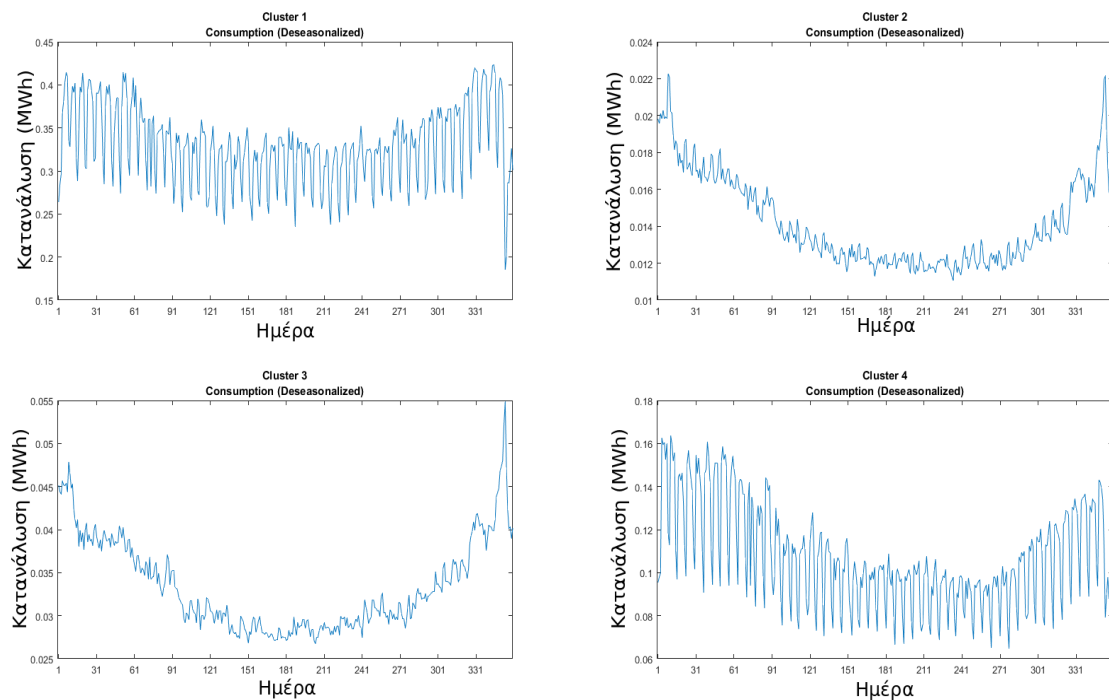 Cluster 1
Consumption (Deseasonalized)
Κατανάλωση (MWh)
0.45
0.4
0.35
0.3
0.25
0.2
0.15
1 31 61 91 121 151 181 211 241 271 301 331
Ημέρα
Cluster 2
Consumption (Deseasonalized)
Κατανάλωση (MWh)
0.024
0.022
0.02
0.018
0.016
0.014
0.012
0.01
1 31 61 91 121 151 181 211 241 271 301 331
Ημέρα
Cluster 3
Consumption (Deseasonalized)
Κατανάλωση (MWh)
0.055
0.05
0.045
0.04
0.035
0.03
0.025
1 31 61 91 121 151 181 211 241 271 301 331
Ημέρα
Cluster 4
Consumption (Deseasonalized)
Κατανάλωση (MWh)
0.18
0.16
0.14
0.12
0.1
0.08
0.06
1 31 61 91 121 151 181 211 241 271 301 331
Ημέρα